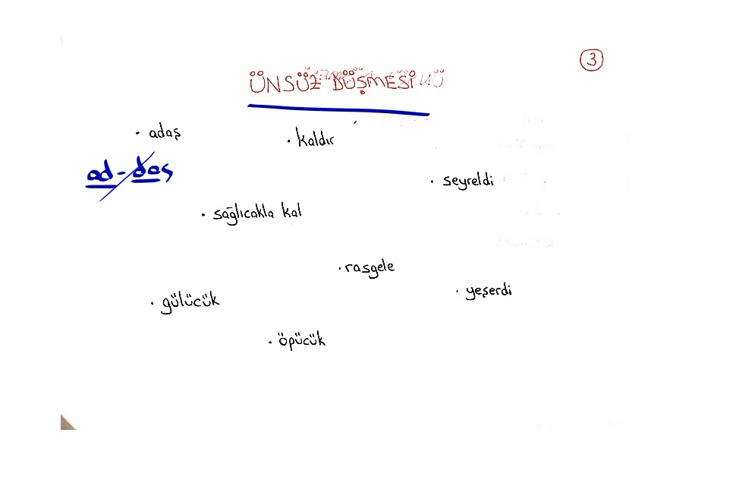 3
ÜNSÜZ DÜŞMESİ
• adaş
• kaldır
ad-daş
• seyreldi
• sağlıcakla kal
• rasgele
• yeşerdi
• gülücük
• öpücük